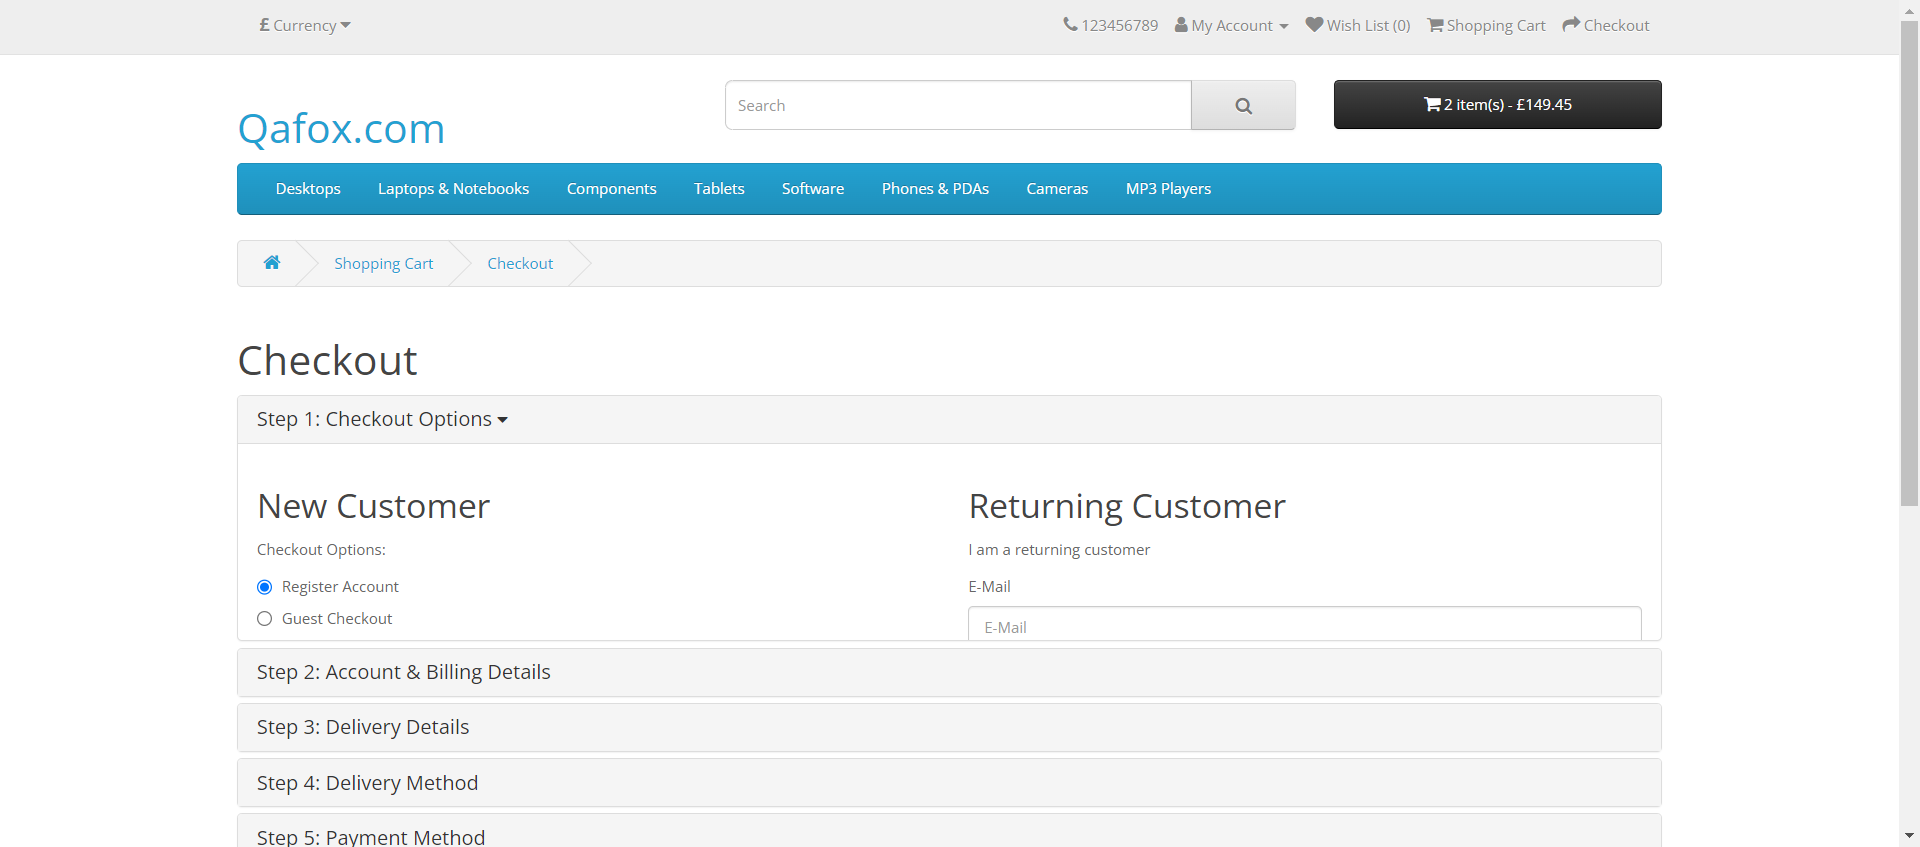 £ Currency
123456789 My Account Wish List (0) Shopping Cart Checkout
Qafox.com
Search
2 item(s) - £149.45
Desktops Laptops & Notebooks Components Tablets Software Phones & PDAs Cameras MP3 Players
Shopping Cart Checkout
Checkout
Step 1: Checkout Options
New Customer
Checkout Options:
Register Account
Guest Checkout
Returning Customer
I am a returning customer
E-Mail
E-Mail
Step 2: Account & Billing Details
Step 3: Delivery Details
Step 4: Delivery Method
Step 5: Payment Method